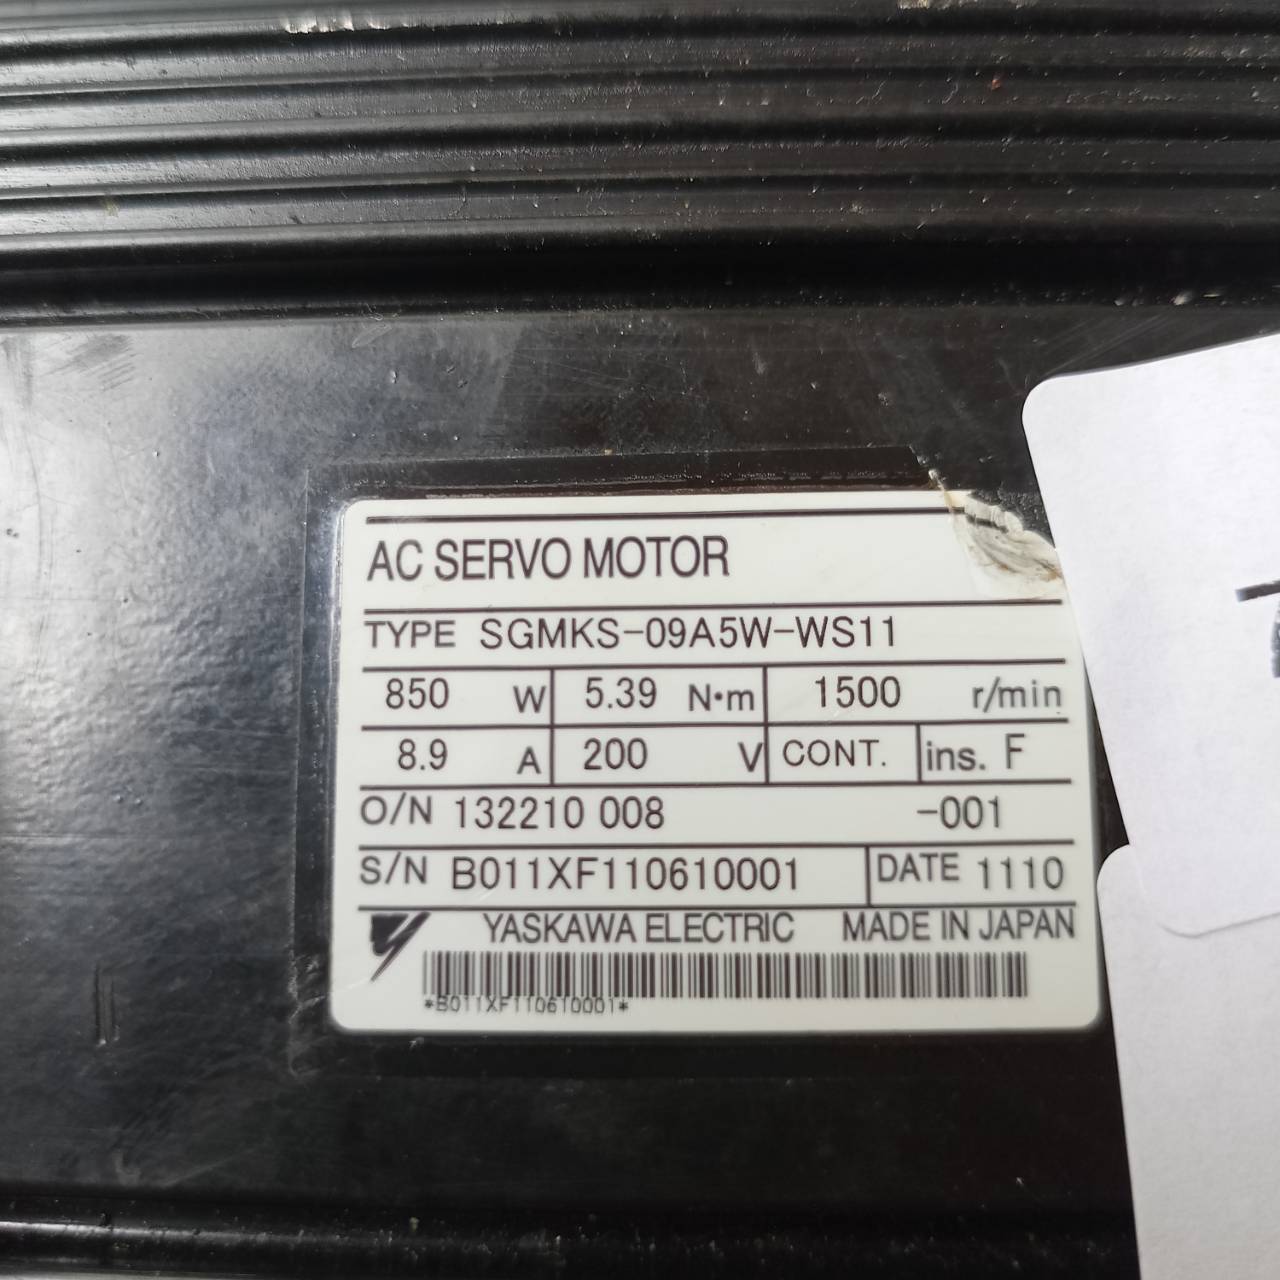 AC SERVO MOTOR
TYPE SGMKS-09A5W-WS11
850 W 5.39 N·m 1500 r/min
8.9 A 200 V CONT. ins. F
O/N 132210 008 -001
S/N B011XF110610001 DATE 1110
YASKAWA ELECTRIC MADE IN JAPAN
*B011XF110610001*